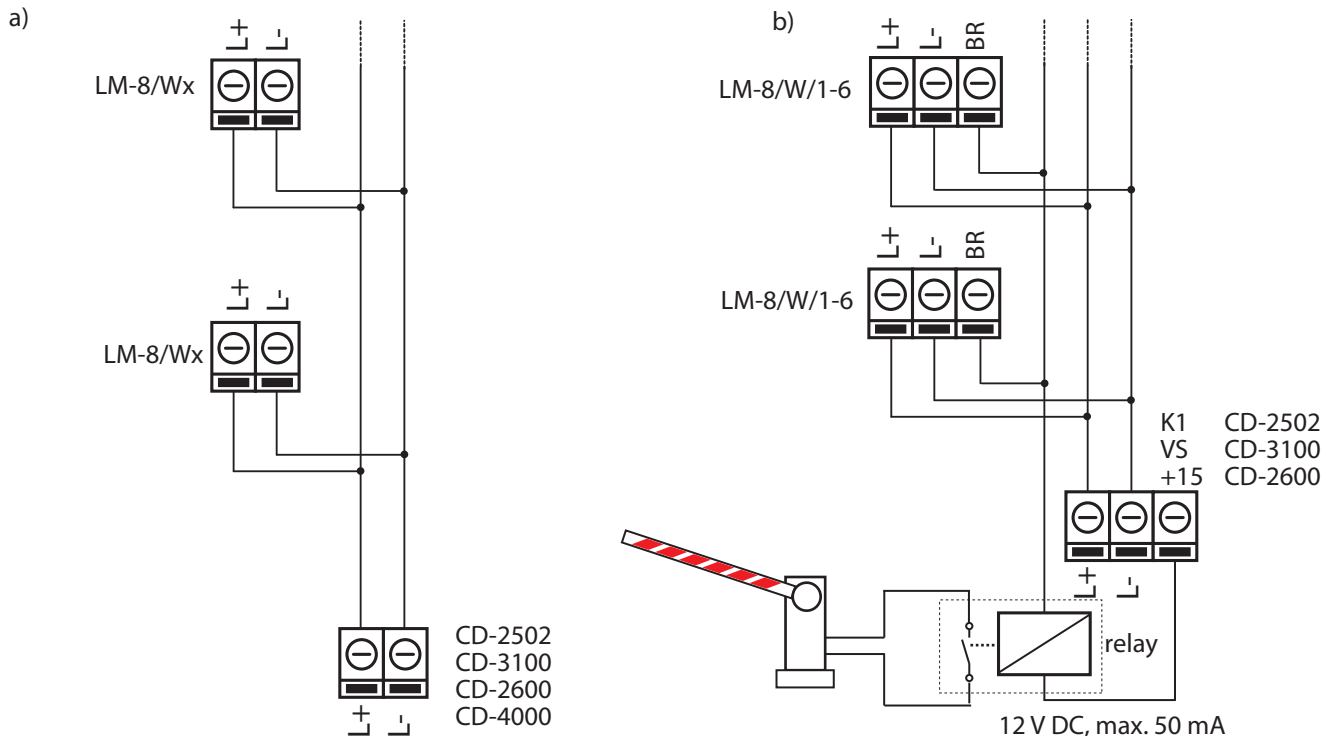 a)
L+ L-
LM-8/Wx
L+ L-
LM-8/Wx
CD-2502
CD-3100
CD-2600
CD-4000
L+ L-
b)
L+ L- BR
LM-8/W/1-6
L+ L- BR
LM-8/W/1-6
K1 CD-2502
VS CD-3100
+15 CD-2600
L+ L-
relay
12 V DC, max. 50 mA